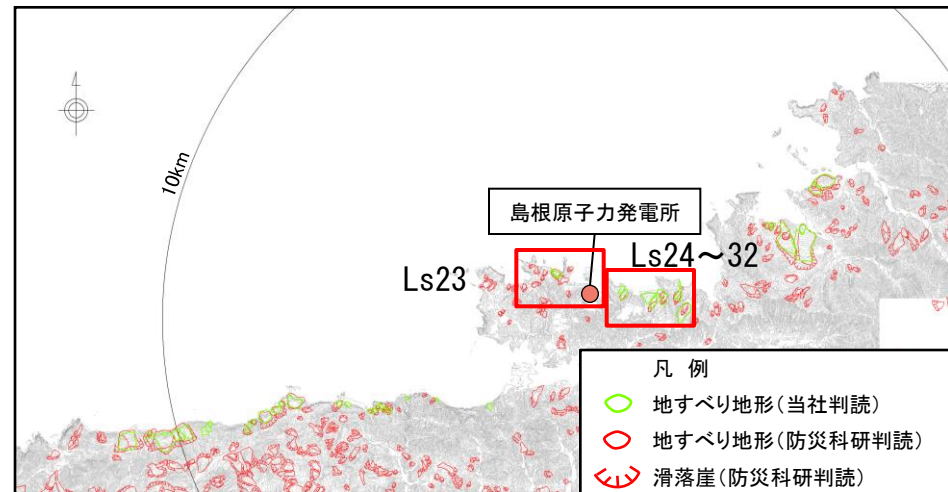 10km
島根原子力発電所
Ls23
Ls24～32
凡 例
地すべり地形(当社判読)
地すべり地形(防災科研判読)
滑落崖(防災科研判読)